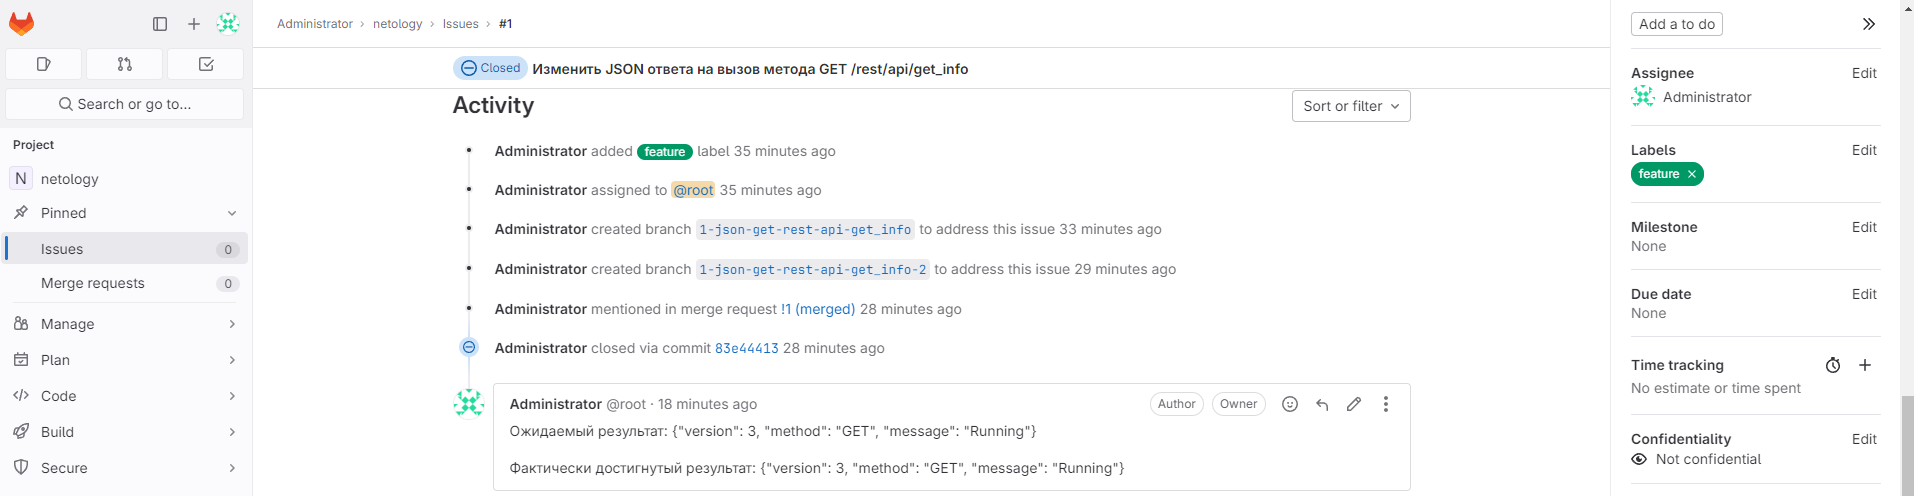 Administrator › netology › Issues › #1
Search or go to...
Project
N netology
Pinned
Issues 0
Merge requests 0
Manage
Plan
Code
Build
Secure
Closed Изменить JSON ответа на вызов метода GET /rest/api/get_info
Activity
Sort or filter
Administrator added feature label 35 minutes ago
Administrator assigned to @root 35 minutes ago
Administrator created branch 1-json-get-rest-api-get_info to address this issue 33 minutes ago
Administrator created branch 1-json-get-rest-api-get_info-2 to address this issue 29 minutes ago
Administrator mentioned in merge request !1 (merged) 28 minutes ago
Administrator closed via commit 83e44413 28 minutes ago
Administrator @root · 18 minutes ago Author Owner
Ожидаемый результат: {"version": 3, "method": "GET", "message": "Running"}
Фактически достигнутый результат: {"version": 3, "method": "GET", "message": "Running"}
Add a to do
Assignee Edit
Administrator
Labels Edit
feature ×
Milestone Edit
None
Due date Edit
None
Time tracking
No estimate or time spent
Confidentiality Edit
Not confidential